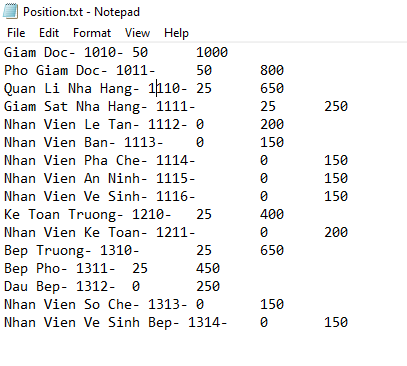 Position.txt - Notepad
File Edit Format View Help
Giam Doc- 1010- 50 1000
Pho Giam Doc- 1011- 50 800
Quan Li Nha Hang- 1110- 25 650
Giam Sat Nha Hang- 1111- 25 250
Nhan Vien Le Tan- 1112- 0 200
Nhan Vien Ban- 1113- 0 150
Nhan Vien Pha Che- 1114- 0 150
Nhan Vien An Ninh- 1115- 0 150
Nhan Vien Ve Sinh- 1116- 0 150
Ke Toan Truong- 1210- 25 400
Nhan Vien Ke Toan- 1211- 0 200
Bep Truong- 1310- 25 650
Bep Pho- 1311- 25 450
Dau Bep- 1312- 0 250
Nhan Vien So Che- 1313- 0 150
Nhan Vien Ve Sinh Bep- 1314- 0 150